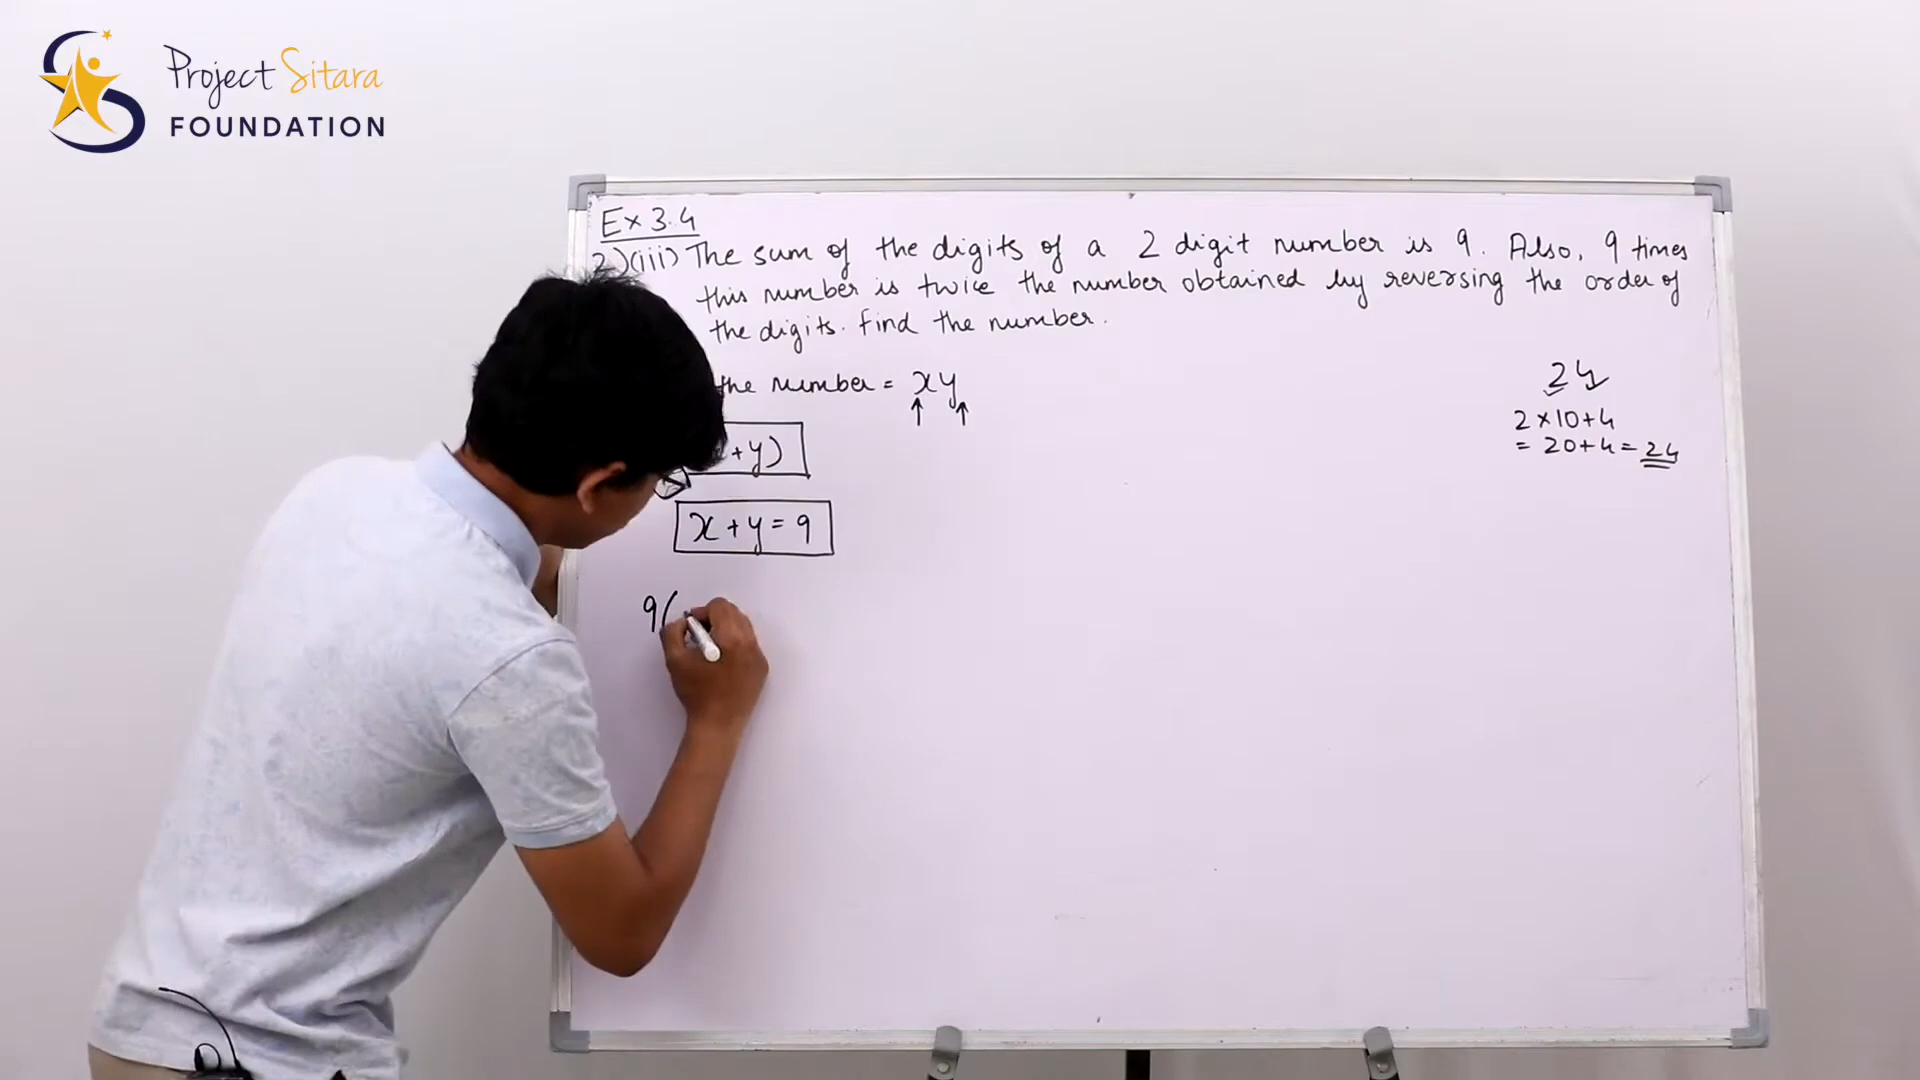 Project Sitara
FOUNDATION
Ex 3.4
2)(iii) The sum of the digits of a 2 digit number is 9. Also, 9 times
this number is twice the number obtained by reversing the order of
the digits. Find the number.
the number = xy
+y)
x + y = 9
9(
24
2×10+4
= 20+4 = 24